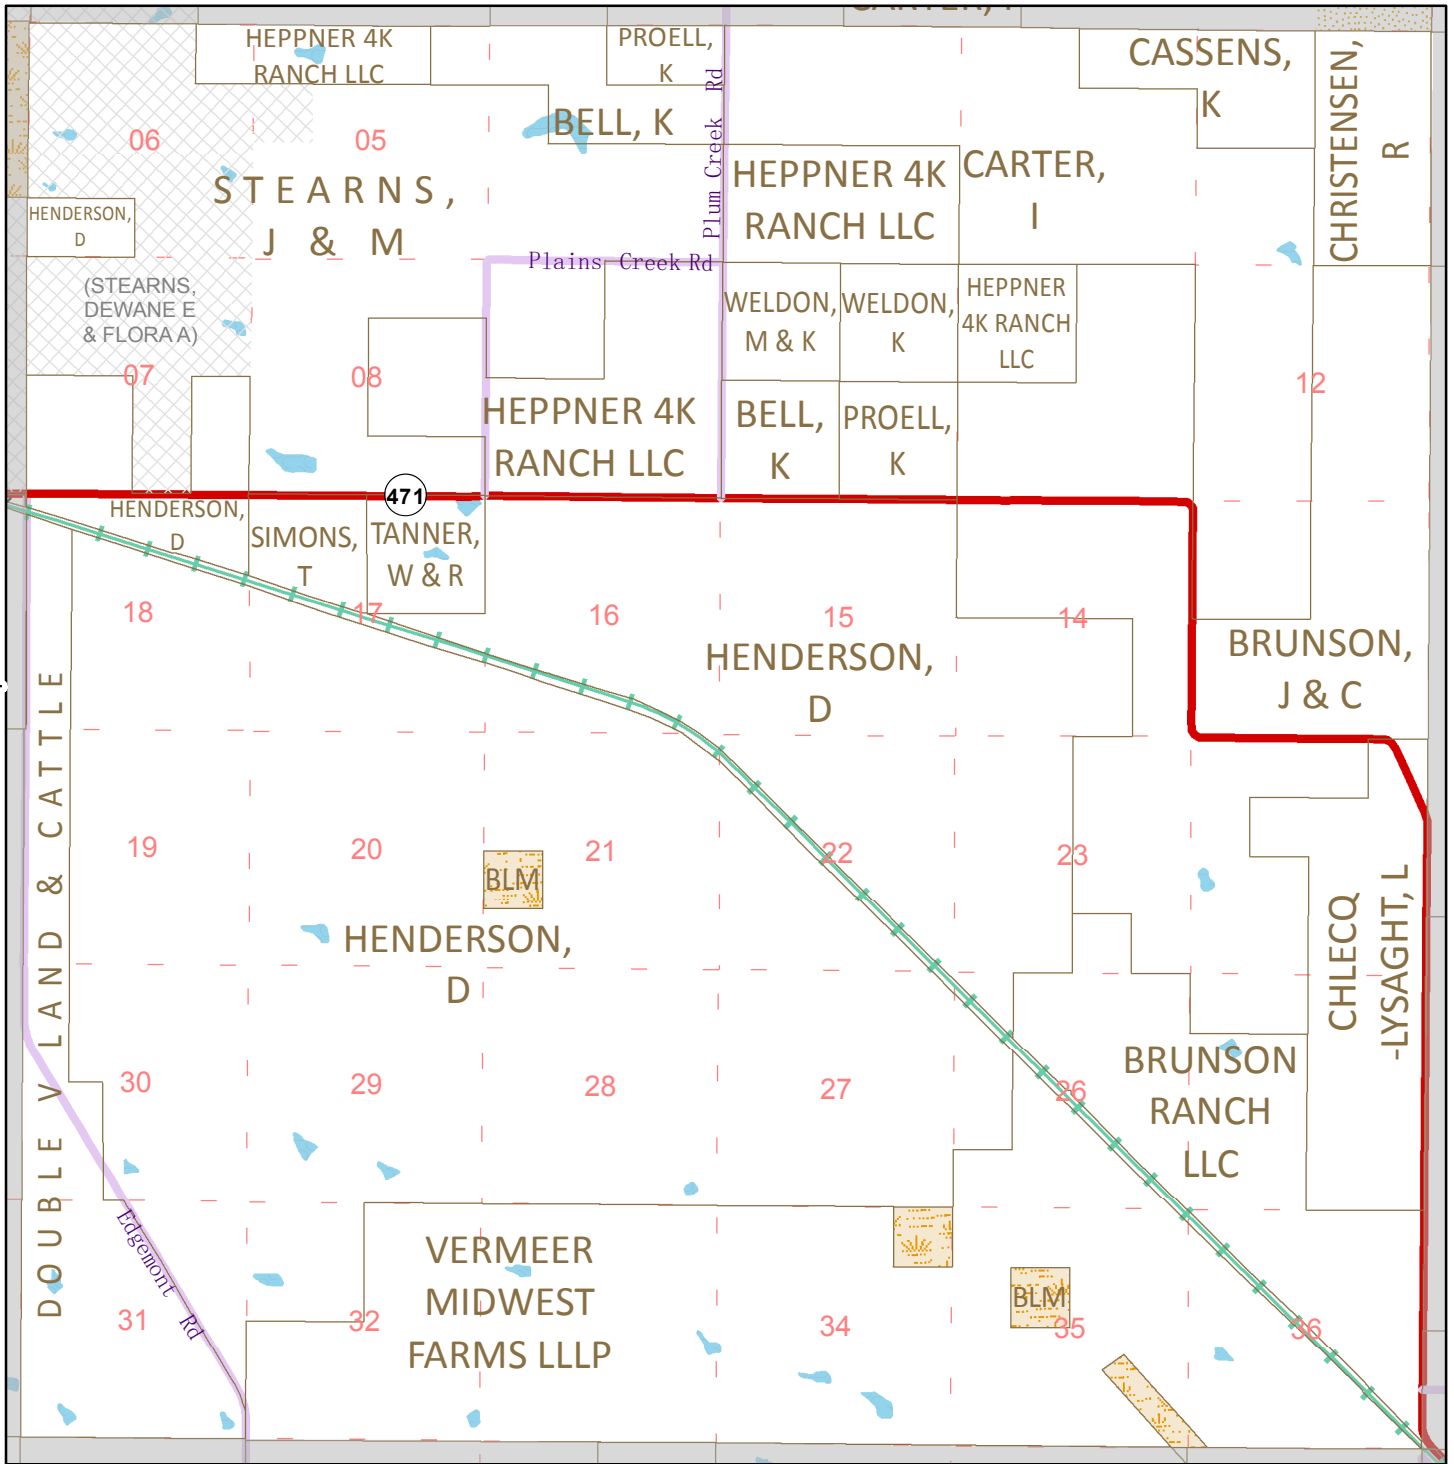 CARTER, I
HEPPNER 4K
RANCH LLC
PROELL,
K
CASSENS,
K
CHRISTENSEN,
R
BELL, K
Plum Creek Rd
06
05
STEARNS,
J & M
HEPPNER 4K
RANCH LLC
CARTER,
I
HENDERSON,
D
Plains Creek Rd
(STEARNS,
DEWANE E
& FLORA A)
WELDON,
M & K
WELDON,
K
HEPPNER
4K RANCH
LLC
07
08
12
HEPPNER 4K
RANCH LLC
BELL,
K
PROELL,
K
471
HENDERSON,
D
SIMONS,
T
TANNER,
W & R
18
17
16
15
14
HENDERSON,
D
BRUNSON,
J & C
DOUBLE V LAND & CATTLE
19
20
21
22
23
BLM
HENDERSON,
D
CHLECQ
-LYSAGHT, L
30
29
28
27
26
BRUNSON
RANCH
LLC
Edgemont Rd
VERMEER
MIDWEST
FARMS LLLP
BLM
31
32
34
35
36